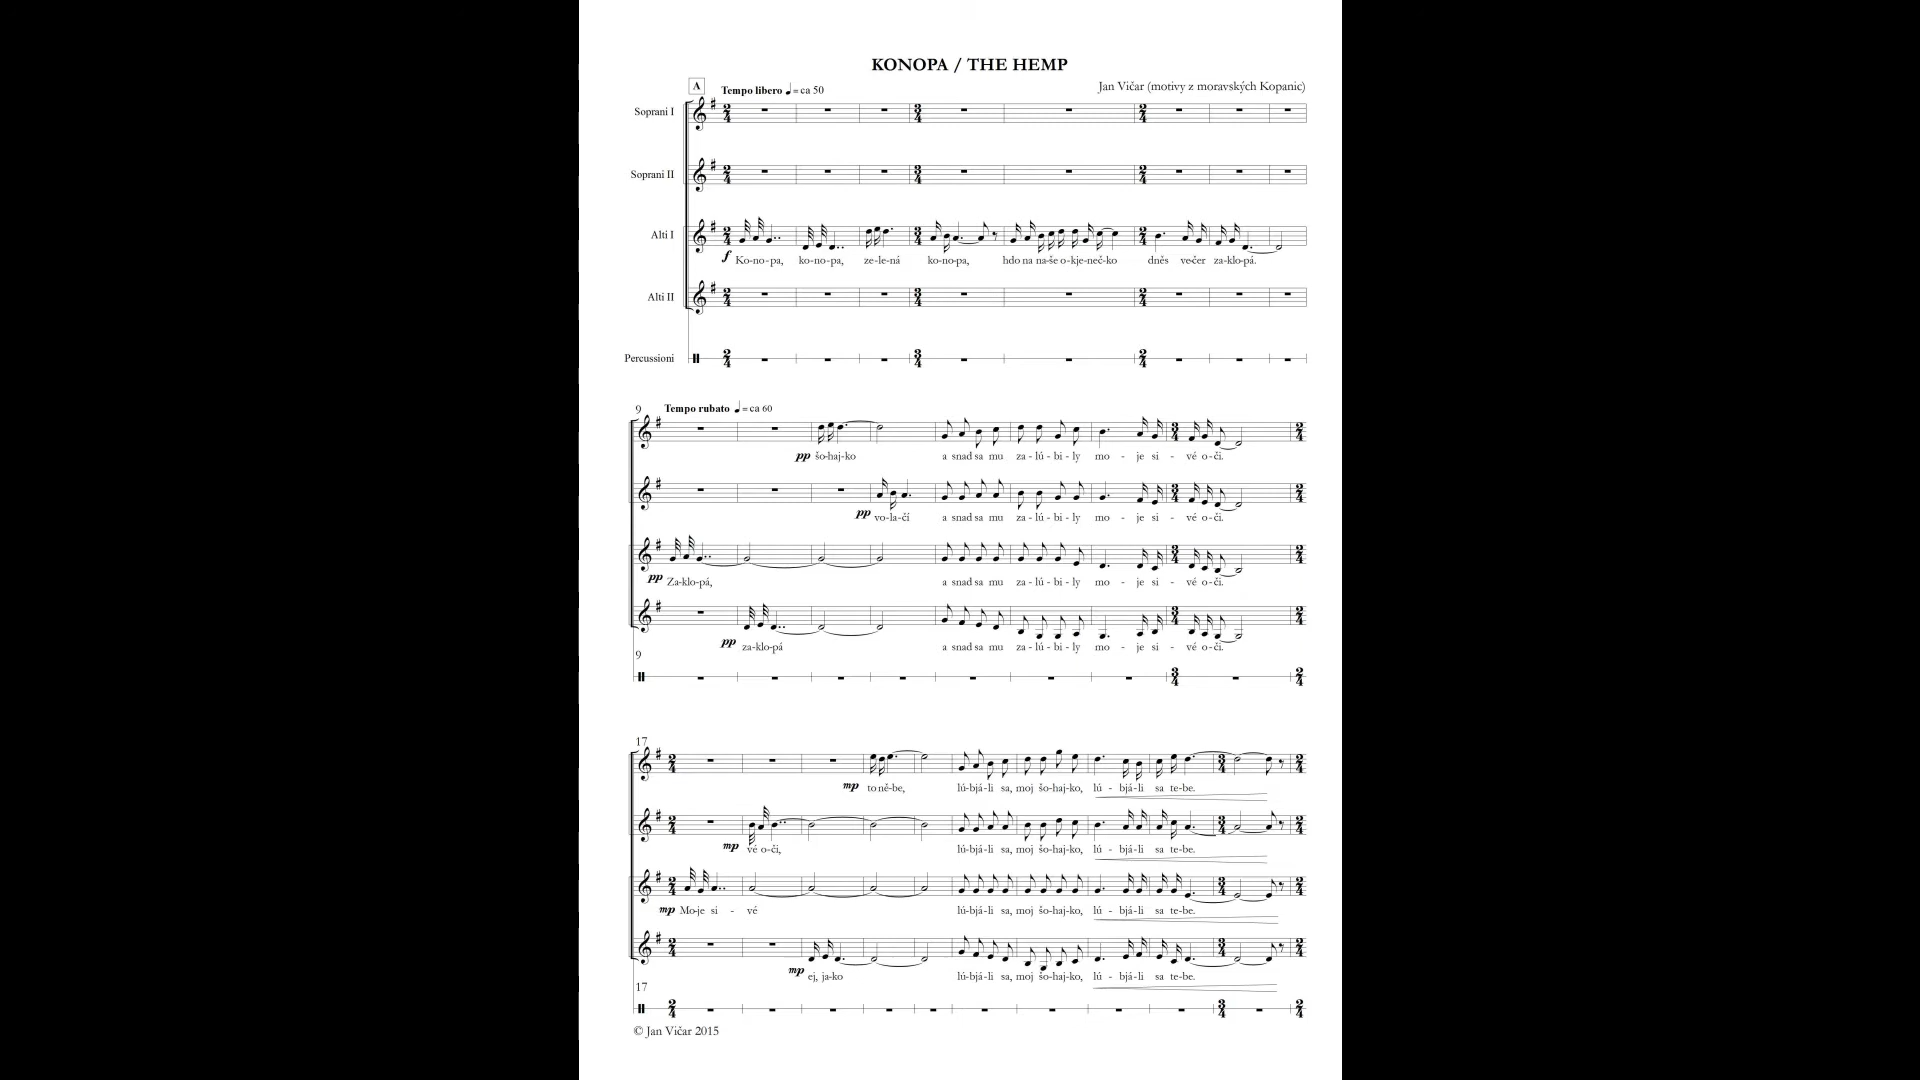 KONOPA / THE HEMP
A
Tempo libero ♩= ca 50
Jan Vičar (motivy z moravských Kopanic)
Soprani I
Soprani II
Alti I
f Ko-no-pa, ko-no-pa, ze-le-ná ko-no-pa, hdo na na-še o-kje-neč-ko dněs ve-čer za-klo-pá.
Alti II
Percussioni
9 Tempo rubato ♩= ca 60
pp šo-haj-ko a snad sa mu za - lú - bi - ly mo - je si - vé o - či.
pp vo-la-čí a snad sa mu za - lú - bi - ly mo - je si - vé o - či.
pp Za-klo-pá, a snad sa mu za - lú - bi - ly mo - je si - vé o - či.
pp za-klo-pá a snad sa mu za - lú - bi - ly mo - je si - vé o - či.
9
17
mp to ně-be, lú-bjá-li sa, moj šo-haj-ko, lú - bjá-li sa te-be.
mp vé o-či, lú-bjá-li sa, moj šo-haj-ko, lú - bjá-li sa te-be.
mp Mo-je si - vé lú-bjá-li sa, moj šo-haj-ko, lú - bjá-li sa te-be.
mp ej, ja-ko lú-bjá-li sa, moj šo-haj-ko, lú - bjá-li sa te-be.
17
© Jan Vičar 2015